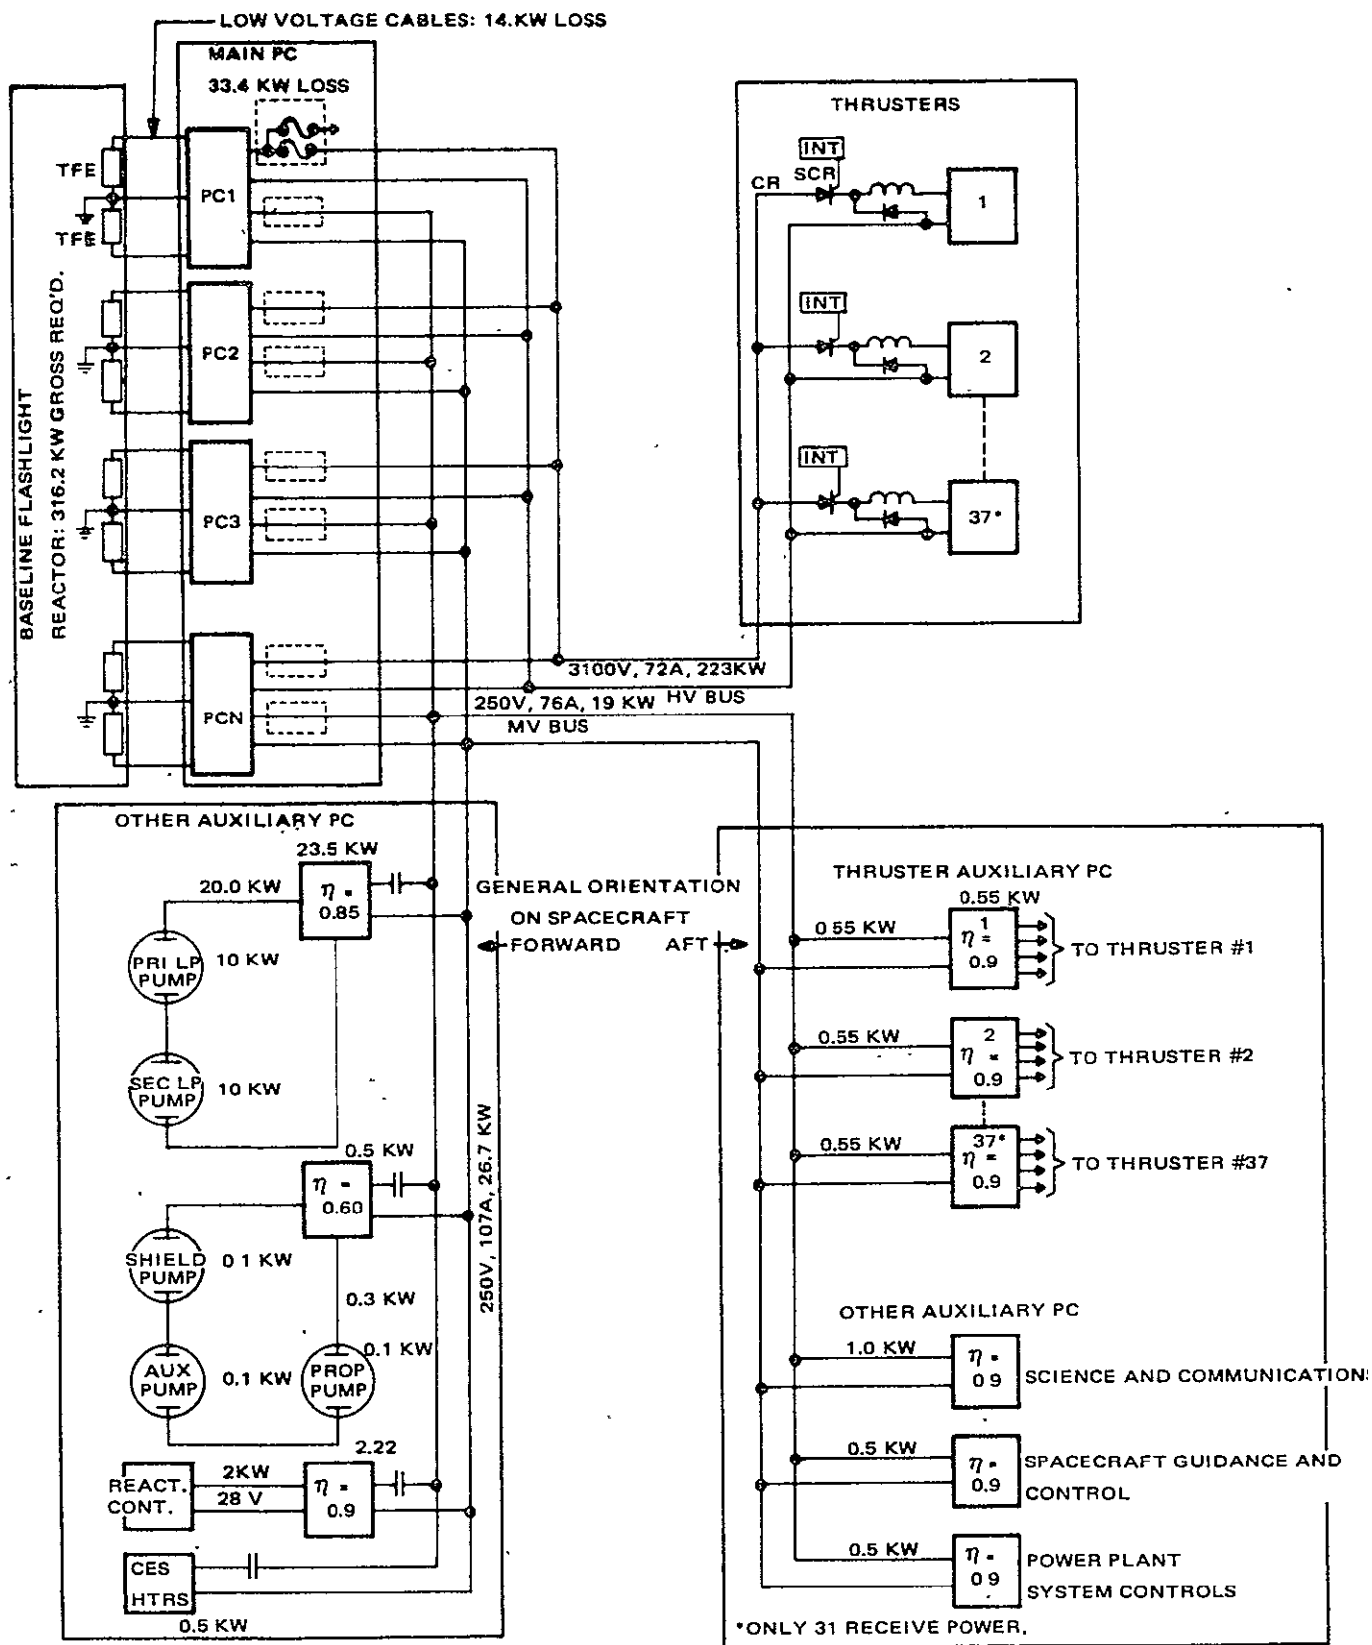 LOW VOLTAGE CABLES: 14.KW LOSS
MAIN PC
33.4 KW LOSS
BASELINE FLASHLIGHT
REACTOR: 316.2 KW GROSS REQ'D.
TFE
TFE
PC1
PC2
PC3
PCN
THRUSTERS
INT
CR
SCR
1
INT
2
INT
37*
3100V, 72A, 223KW
HV BUS
250V, 76A, 19 KW
MV BUS
OTHER AUXILIARY PC
23.5 KW
20.0 KW
η =
0.85
PRI LP
PUMP
10 KW
SEC LP
PUMP
10 KW
0.5 KW
η =
0.60
SHIELD
PUMP
0 1 KW
0.3 KW
0.1 KW
AUX
PUMP
0.1 KW
PROP
PUMP
2.22
REACT.
CONT.
2KW
28 V
η =
0.9
CES
HTRS
0.5 KW
250V, 107A, 26.7 KW
GENERAL ORIENTATION
ON SPACECRAFT
FORWARD AFT
THRUSTER AUXILIARY PC
0.55 KW
0 55 KW
1
η =
0.9
TO THRUSTER #1
0.55 KW
2
η =
0.9
TO THRUSTER #2
0.55 KW
37*
η =
0.9
TO THRUSTER #37
OTHER AUXILIARY PC
1.0 KW
η =
0 9
SCIENCE AND COMMUNICATIONS
0.5 KW
η =
0.9
SPACECRAFT GUIDANCE AND
CONTROL
0.5 KW
η =
0 9
POWER PLANT
SYSTEM CONTROLS
*ONLY 31 RECEIVE POWER.